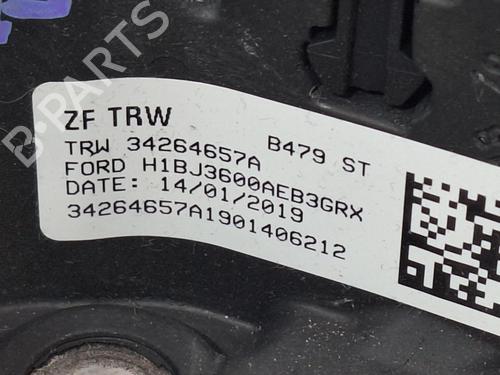 B-PARTS
ZF TRW
B479 ST
TRW 34264657A
FORD H1BJ3600AEB3GRX
DATE: 14/01/2019
34264657A1901406212